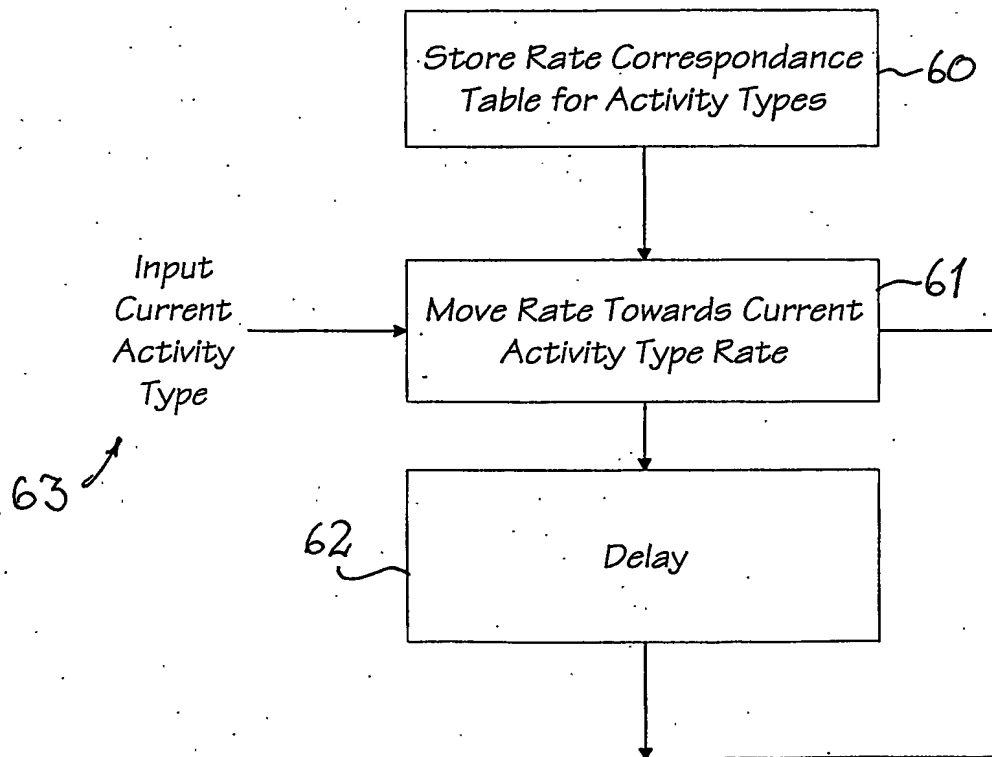 Store Rate Correspondance
Table for Activity Types
60
Input
Current
Activity
Type
Move Rate Towards Current
Activity Type Rate
61
63
62
Delay